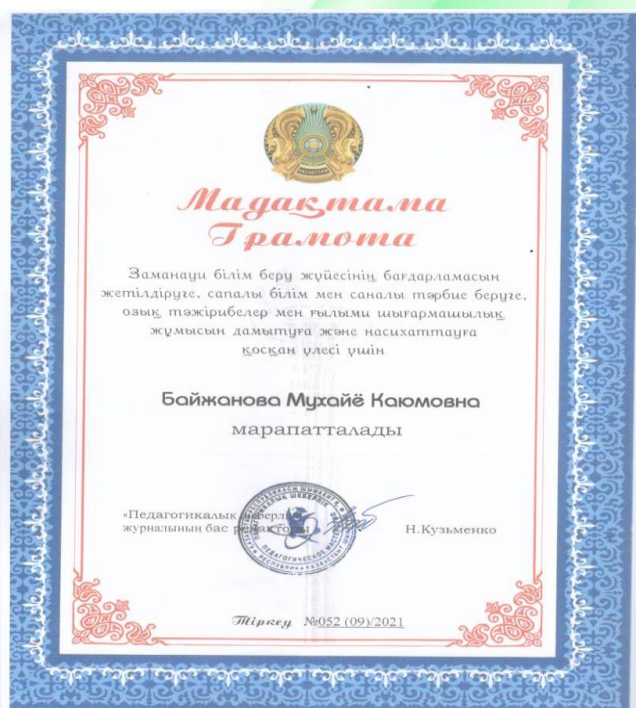 Мадақтама
Грамота
Заманауи білім беру жүйесінің бағдарламасын
жетілдіруге, сапалы білім мен саналы тәрбие беруге,
озық тәжірибелер мен ғылыми шығармашылық
жұмысын дамытуға және насихаттауға
қосқан үлесі үшін
Байжанова Мухайё Каюмовна
марапатталады
«Педагогикалық
журналының бас редакторы
Н.Кузьменко
Тіркеу №052 (09)/2021